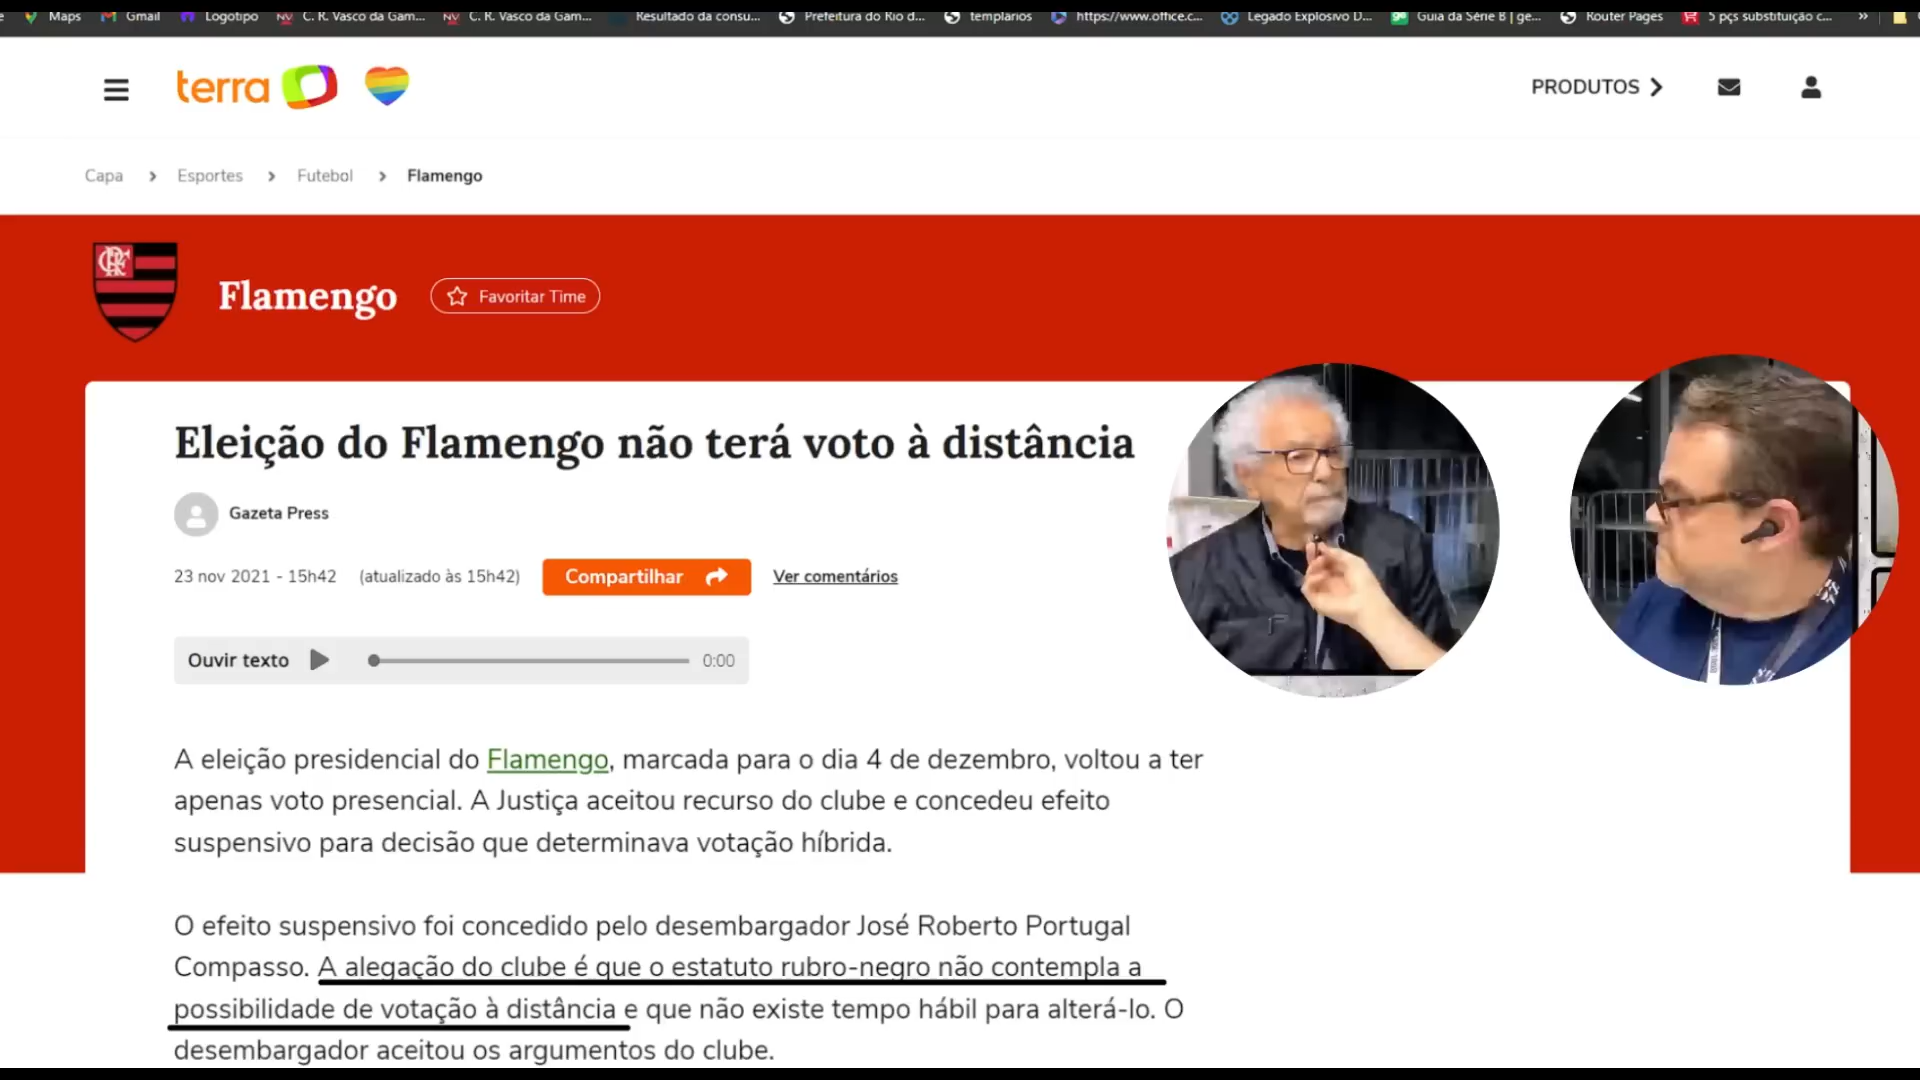 Maps Gmail Logotipo C. R. Vasco da Gam... C. R. Vasco da Gam... Resultado da consu... Prefeitura do Rio d... templários https://www.office.c... Legado Explosivo D... Guia da Série B | ge... Router Pages 5 pçs substituição c... »
terra PRODUTOS
Capa > Esportes > Futebol > Flamengo
Flamengo Favoritar Time
Eleição do Flamengo não terá voto à distância
Gazeta Press
23 nov 2021 - 15h42 (atualizado às 15h42) Compartilhar Ver comentários
Ouvir texto 0:00
A eleição presidencial do Flamengo, marcada para o dia 4 de dezembro, voltou a ter
apenas voto presencial. A Justiça aceitou recurso do clube e concedeu efeito
suspensivo para decisão que determinava votação híbrida.
O efeito suspensivo foi concedido pelo desembargador José Roberto Portugal
Compasso. A alegação do clube é que o estatuto rubro-negro não contempla a
possibilidade de votação à distância e que não existe tempo hábil para alterá-lo. O
desembargador aceitou os argumentos do clube.